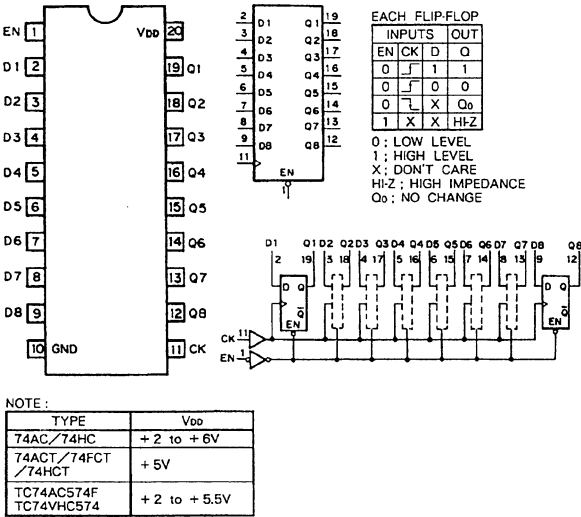 EN 1
VDD 20
D1 2
19 Q1
D2 3
18 Q2
D3 4
17 Q3
D4 5
16 Q4
D5 6
15 Q5
D6 7
14 Q6
D7 8
13 Q7
D8 9
12 Q8
10 GND
11 CK
2 D1 Q1 19
3 D2 Q2 18
4 D3 Q3 17
5 D4 Q4 16
6 D5 Q5 15
7 D6 Q6 14
8 D7 Q7 13
9 D8 Q8 12
11
EN
1
EACH FLIP-FLOP
INPUTS OUT
EN CK D Q
0 1 1
0 0 0
0 X Q0
1 X X HI-Z
0 ; LOW LEVEL
1 ; HIGH LEVEL
X ; DON'T CARE
HI-Z ; HIGH IMPEDANCE
Q0 ; NO CHANGE
D1 Q1 D2 Q2 D3 Q3 D4 Q4 D5 Q5 D6 Q6 D7 Q7 D8 Q8
2 19 3 18 4 17 5 16 6 15 7 14 8 13 9 12
D Q
Q̅
EN
D Q
Q̅
EN
CK 11
EN 1
NOTE :
TYPE VDD
74AC/74HC +2 to +6V
74ACT/74FCT
/74HCT
+5V
TC74AC574F
TC74VHC574
+2 to +5.5V